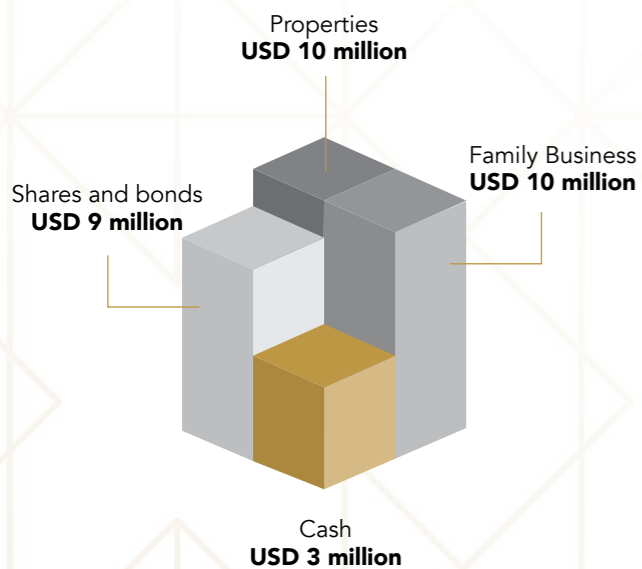 Properties
USD 10 million
Family Business
USD 10 million
Shares and bonds
USD 9 million
Cash
USD 3 million